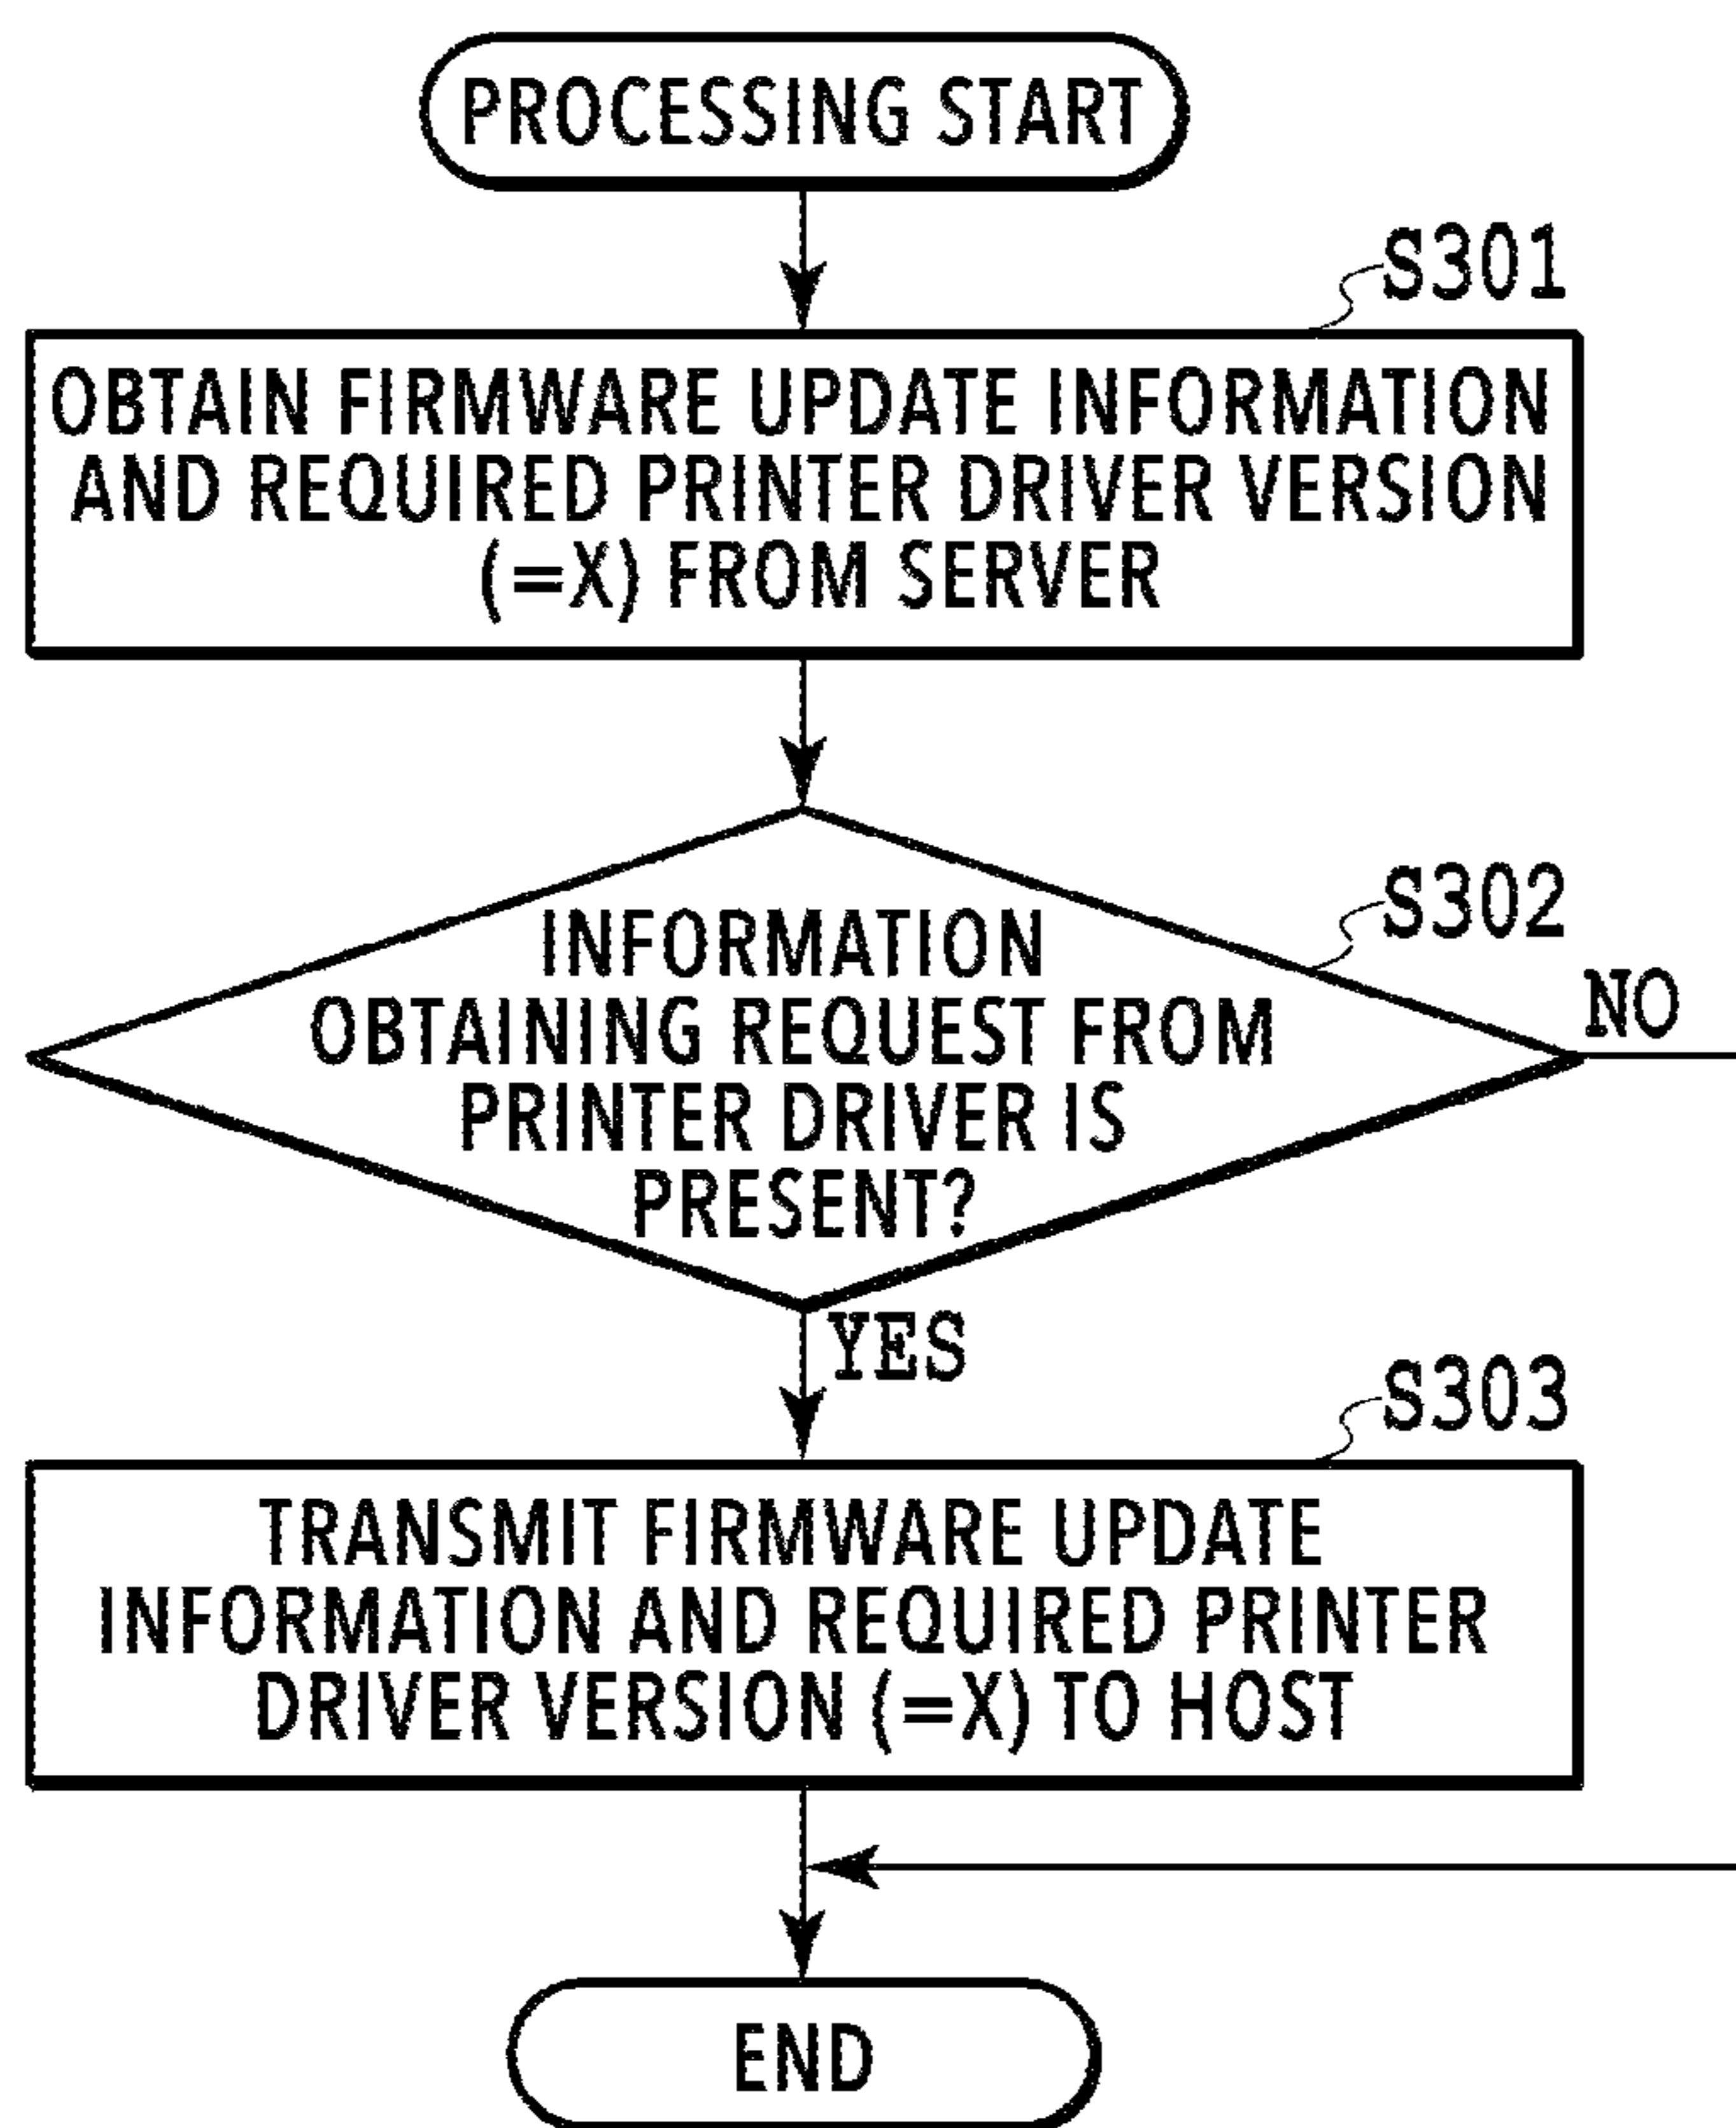 PROCESSING START
S301
OBTAIN FIRMWARE UPDATE INFORMATION
AND REQUIRED PRINTER DRIVER VERSION
(=X) FROM SERVER
S302
INFORMATION
OBTAINING REQUEST FROM
PRINTER DRIVER IS
PRESENT?
NO
YES
S303
TRANSMIT FIRMWARE UPDATE
INFORMATION AND REQUIRED PRINTER
DRIVER VERSION (=X) TO HOST
END